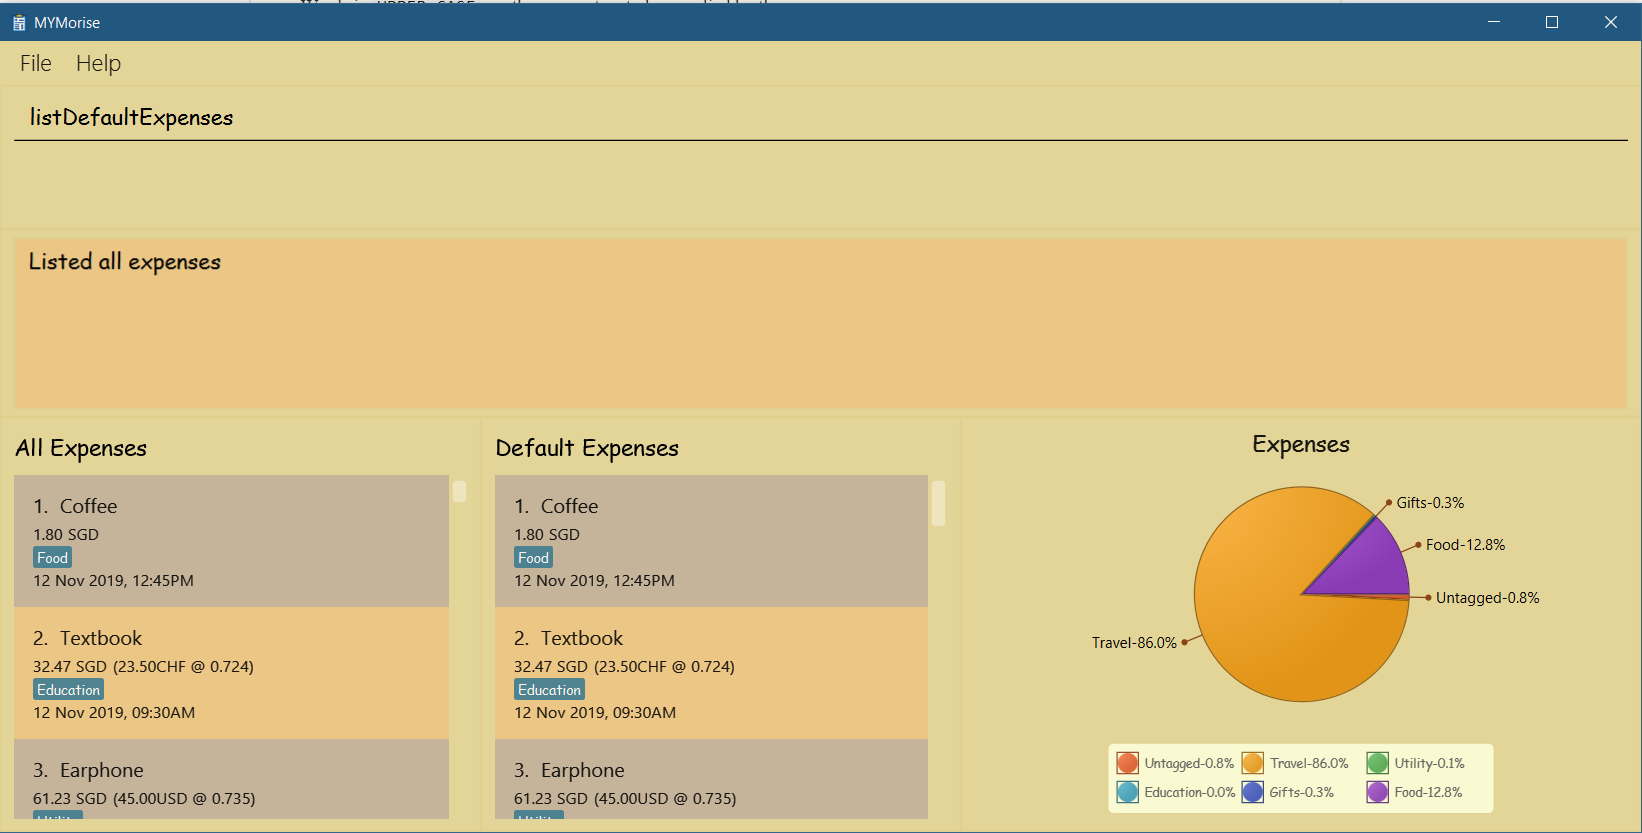 MYMorise
File Help
listDefaultExpenses
Listed all expenses
All Expenses
1. Coffee
1.80 SGD
Food
12 Nov 2019, 12:45PM
2. Textbook
32.47 SGD (23.50CHF @ 0.724)
Education
12 Nov 2019, 09:30AM
3. Earphone
61.23 SGD (45.00USD @ 0.735)
Utility
Default Expenses
1. Coffee
1.80 SGD
Food
12 Nov 2019, 12:45PM
2. Textbook
32.47 SGD (23.50CHF @ 0.724)
Education
12 Nov 2019, 09:30AM
3. Earphone
61.23 SGD (45.00USD @ 0.735)
Utility
Expenses
Gifts-0.3%
Food-12.8%
Untagged-0.8%
Travel-86.0%
Untagged-0.8% Travel-86.0% Utility-0.1%
Education-0.0% Gifts-0.3% Food-12.8%